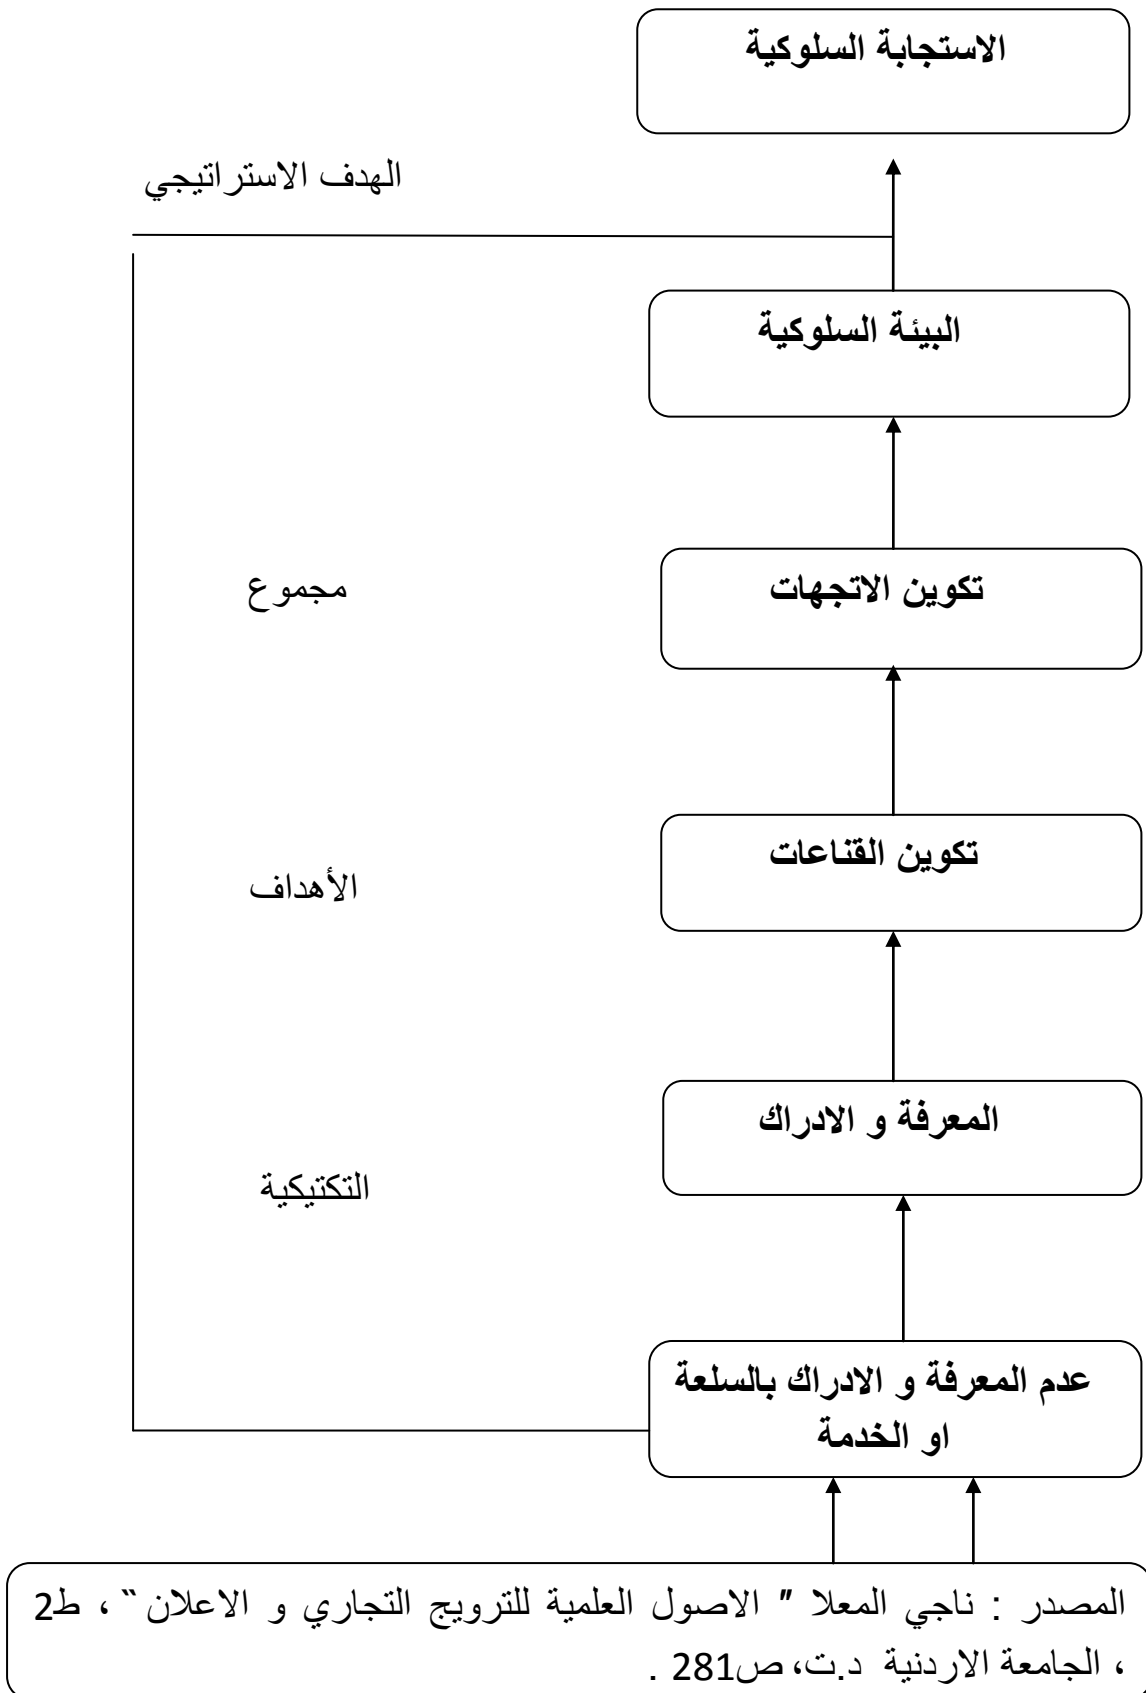 الاستجابة السلوكية
الهدف الاستراتيجي
البيئة السلوكية
تكوين الاتجهات
مجموع
تكوين القناعات
الأهداف
المعرفة و الادراك
التكتيكية
عدم المعرفة و الادراك بالسلعة
او الخدمة
المصدر : ناجي المعلا " الاصول العلمية للترويج التجاري و الاعلان " ، ط2
، الجامعة الاردنية د.ت، ص281 .